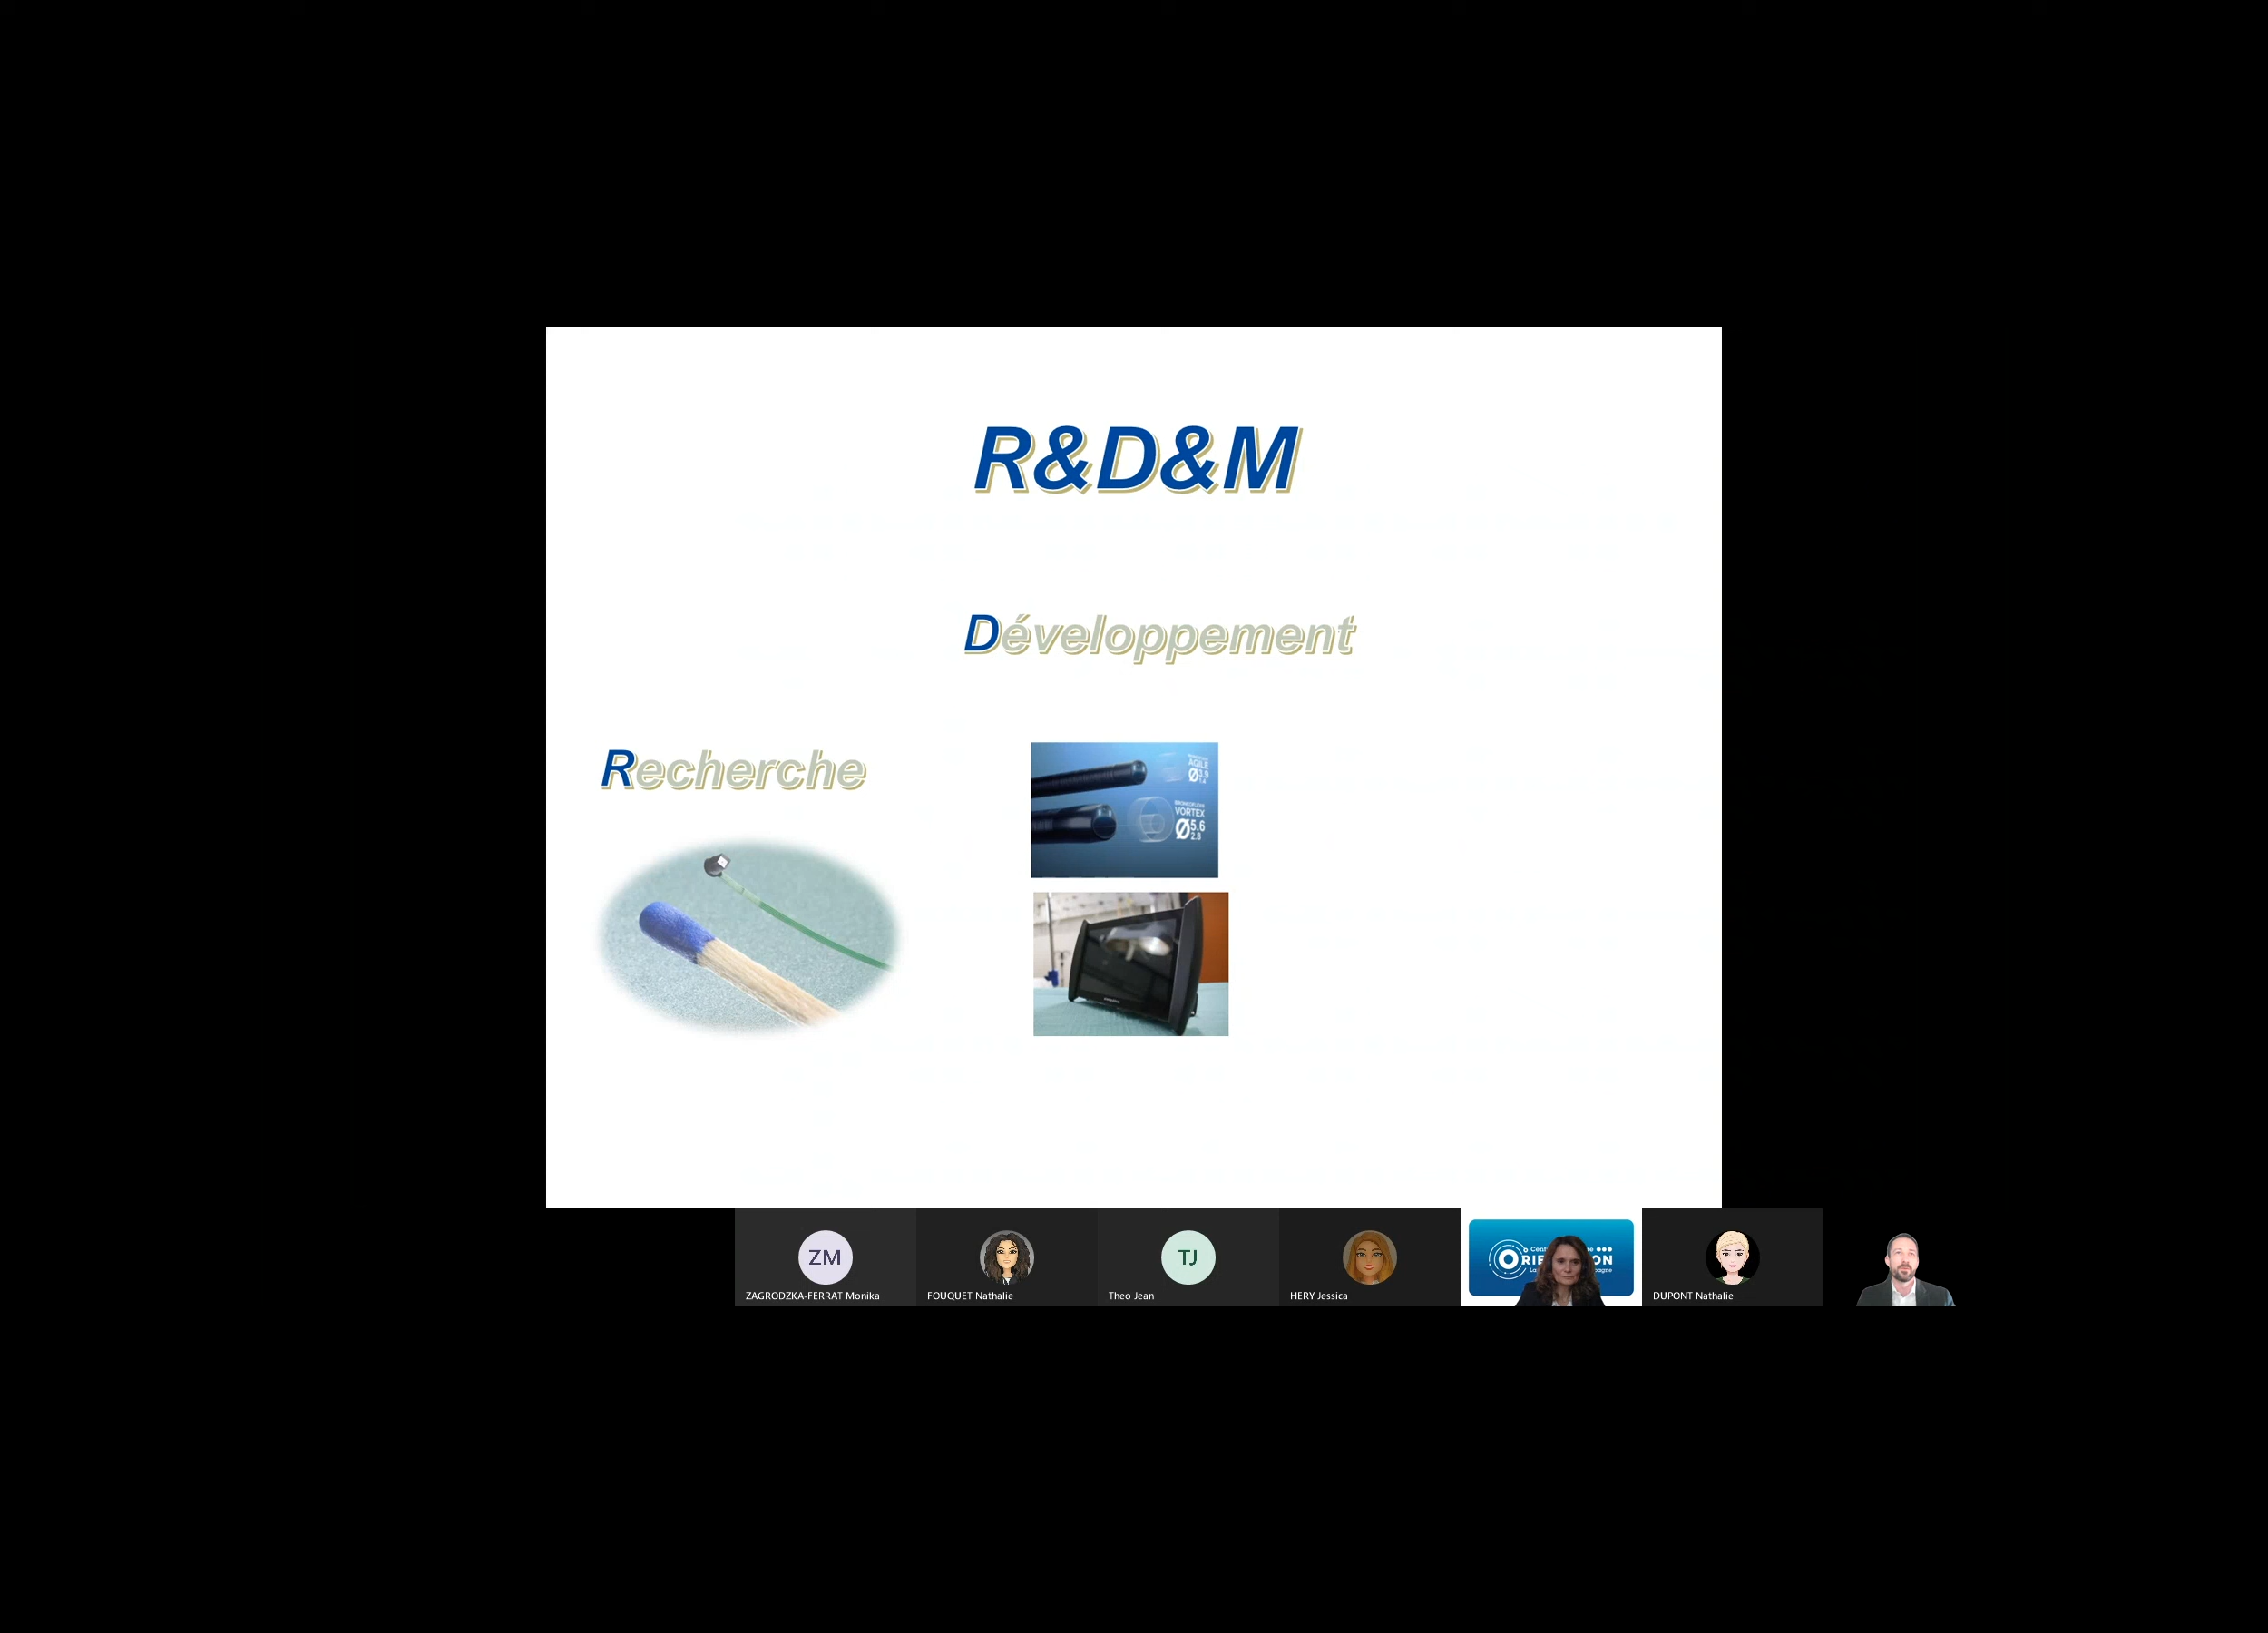 R&D&M
Développement
Recherche
AGILE
Ø3.9
BRONCOFLEX®
VORTEX
Ø5.6
2.8
ZM
TJ
ZAGRODZKA-FERRAT Monika
FOUQUET Nathalie
Theo Jean
HERY Jessica
DUPONT Nathalie